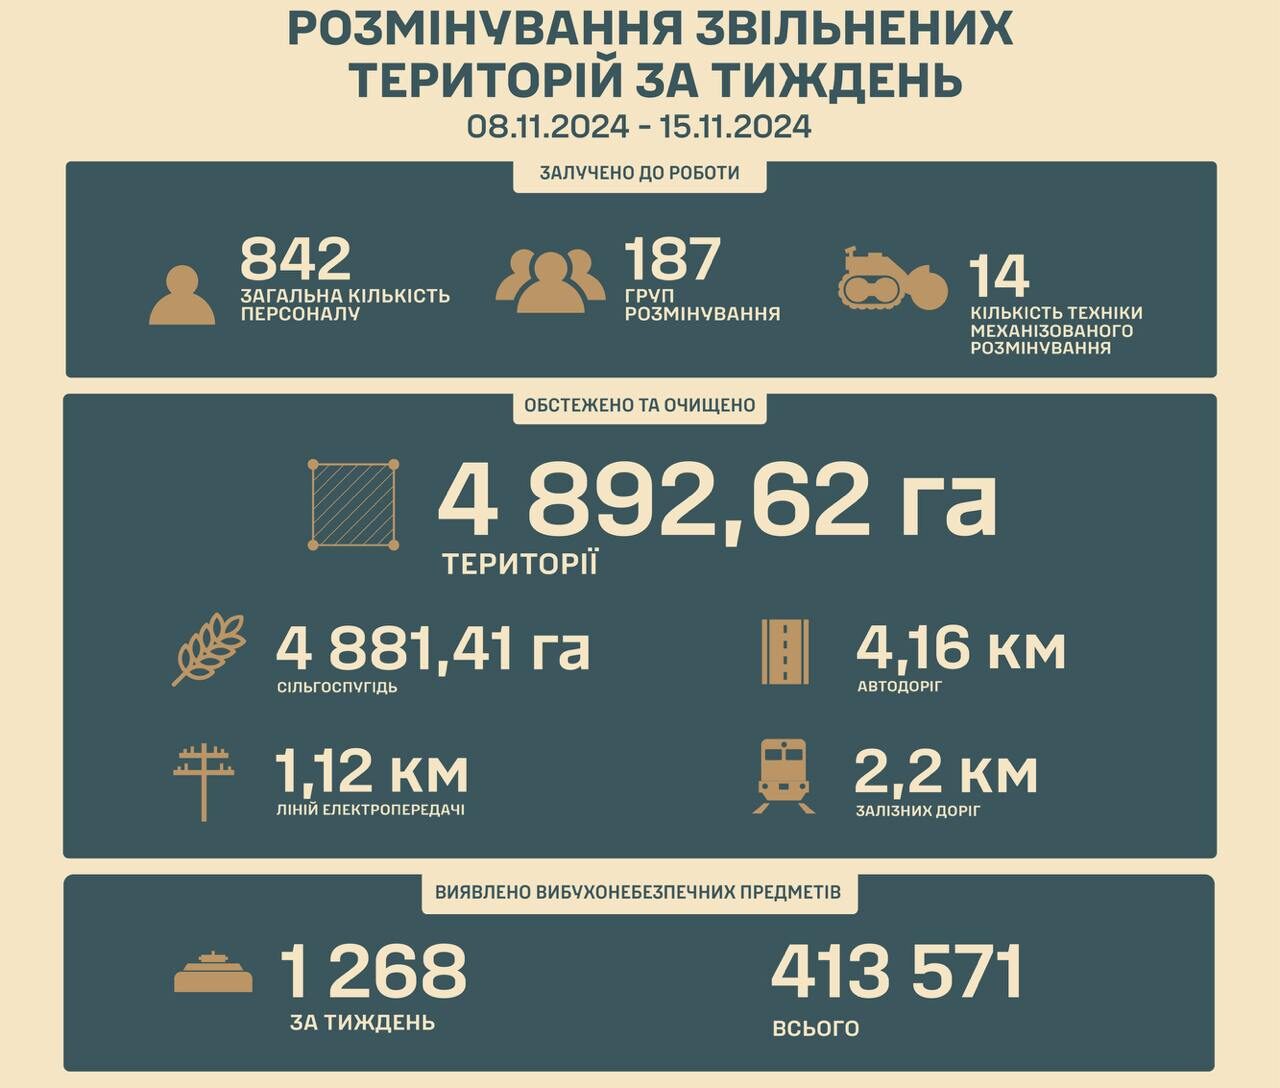 РОЗМІНУВАННЯ ЗВІЛЬНЕНИХ
ТЕРИТОРІЙ ЗА ТИЖДЕНЬ
08.11.2024 - 15.11.2024
ЗАЛУЧЕНО ДО РОБОТИ
842
ЗАГАЛЬНА КІЛЬКІСТЬ
ПЕРСОНАЛУ
187
ГРУП
РОЗМІНУВАННЯ
14
КІЛЬКІСТЬ ТЕХНІКИ
МЕХАНІЗОВАНОГО
РОЗМІНУВАННЯ
ОБСТЕЖЕНО ТА ОЧИЩЕНО
4 892,62 га
ТЕРИТОРІЇ
4 881,41 га
СІЛЬГОСПУГІДЬ
4,16 км
АВТОДОРІГ
1,12 км
ЛІНІЙ ЕЛЕКТРОПЕРЕДАЧІ
2,2 км
ЗАЛІЗНИХ ДОРІГ
ВИЯВЛЕНО ВИБУХОНЕБЕЗПЕЧНИХ ПРЕДМЕТІВ
1 268
ЗА ТИЖДЕНЬ
413 571
ВСЬОГО